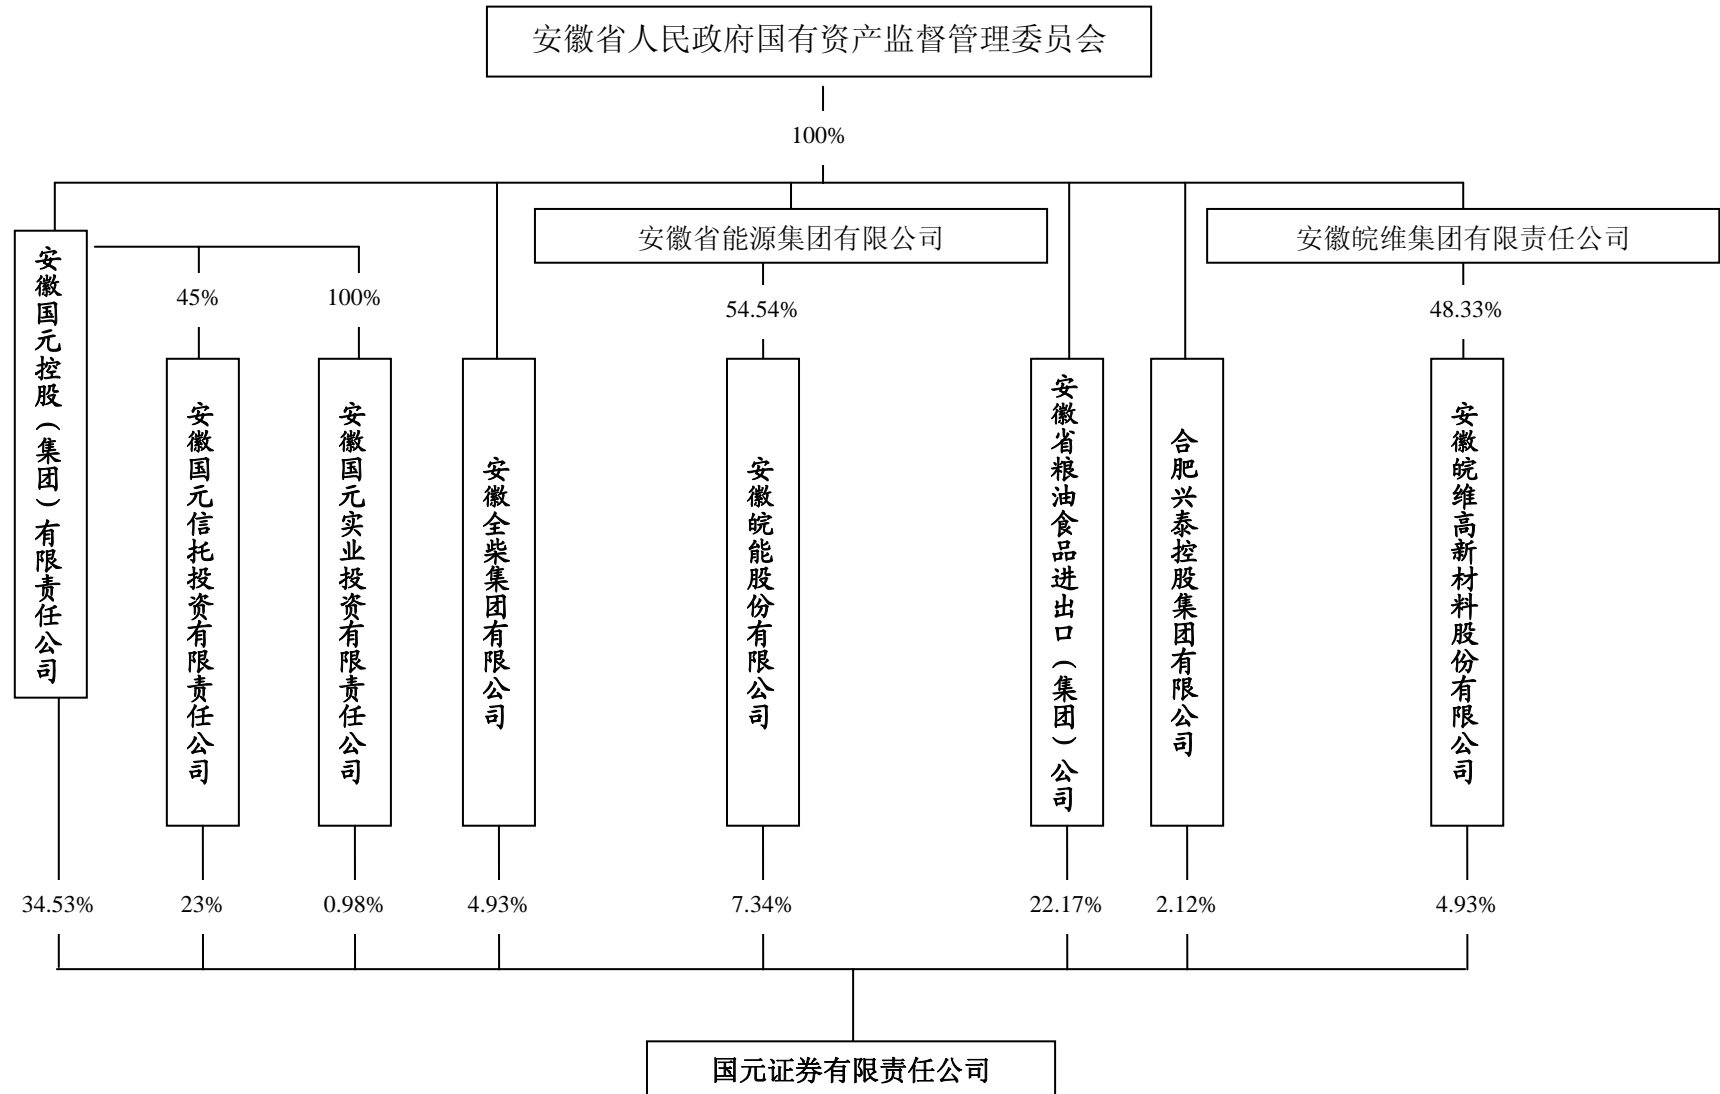 安徽省人民政府国有资产监督管理委员会
100%
安徽省能源集团有限公司
安徽皖维集团有限责任公司
45%
100%
54.54%
48.33%
安徽国元控股（集团）有限责任公司
安徽国元信托投资有限责任公司
安徽国元实业投资有限责任公司
安徽全柴集团有限公司
安徽皖能股份有限公司
安徽省粮油食品进出口（集团）公司
合肥兴泰控股集团有限公司
安徽皖维高新材料股份有限公司
34.53%
23%
0.98%
4.93%
7.34%
22.17%
2.12%
4.93%
国元证券有限责任公司